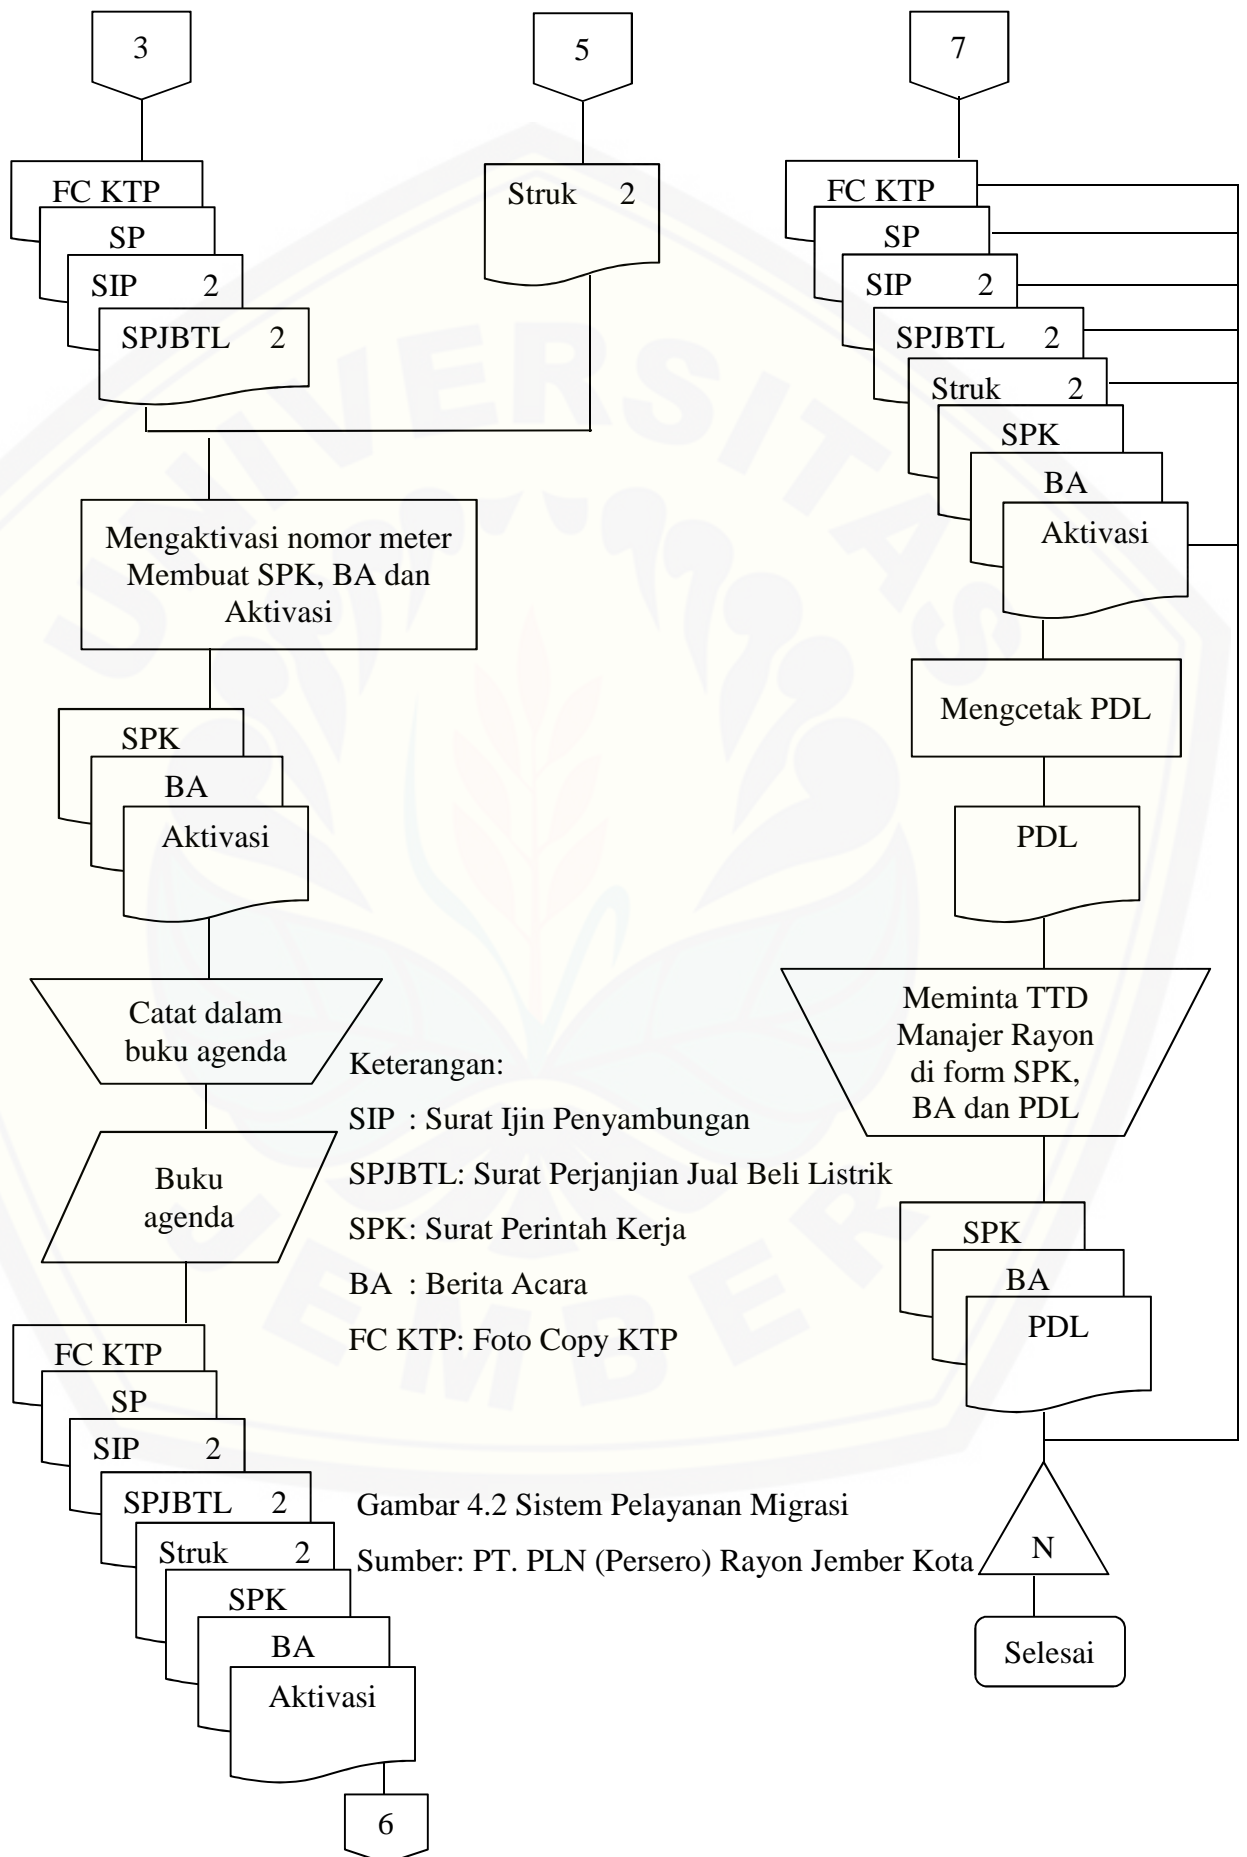 3
5
7
FC KTP
SP
SIP 2
SPJBTL 2
Struk 2
FC KTP
SP
SIP 2
SPJBTL 2
Struk 2
SPK
BA
Aktivasi
Mengaktivasi nomor meter
Membuat SPK, BA dan
Aktivasi
SPK
BA
Aktivasi
Mengcetak PDL
PDL
Catat dalam
buku agenda
Meminta TTD
Manajer Rayon
di form SPK,
BA dan PDL
Buku
agenda
Keterangan:
SIP : Surat Ijin Penyambungan
SPJBTL: Surat Perjanjian Jual Beli Listrik
SPK: Surat Perintah Kerja
BA : Berita Acara
FC KTP: Foto Copy KTP
SPK
BA
PDL
FC KTP
SP
SIP 2
SPJBTL 2
Struk 2
SPK
BA
Aktivasi
6
Gambar 4.2 Sistem Pelayanan Migrasi
Sumber: PT. PLN (Persero) Rayon Jember Kota
N
Selesai
UNIVERSITAS
JEMBER